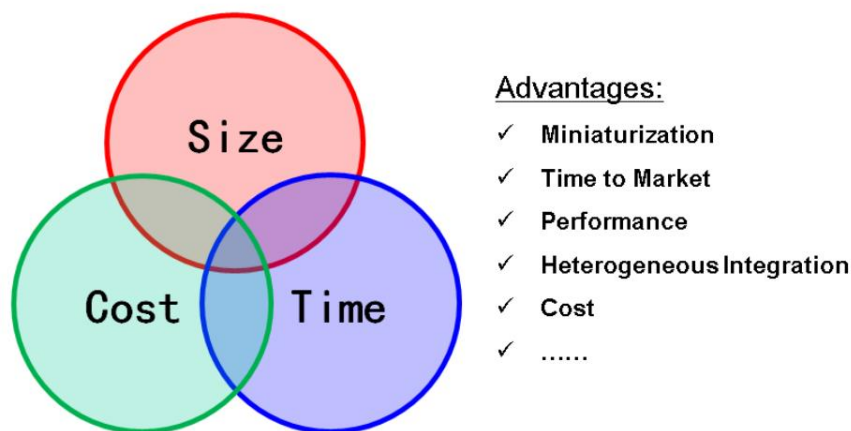 Size
Cost
Time
Advantages:
✓ Miniaturization
✓ Time to Market
✓ Performance
✓ Heterogeneous Integration
✓ Cost
✓ ……